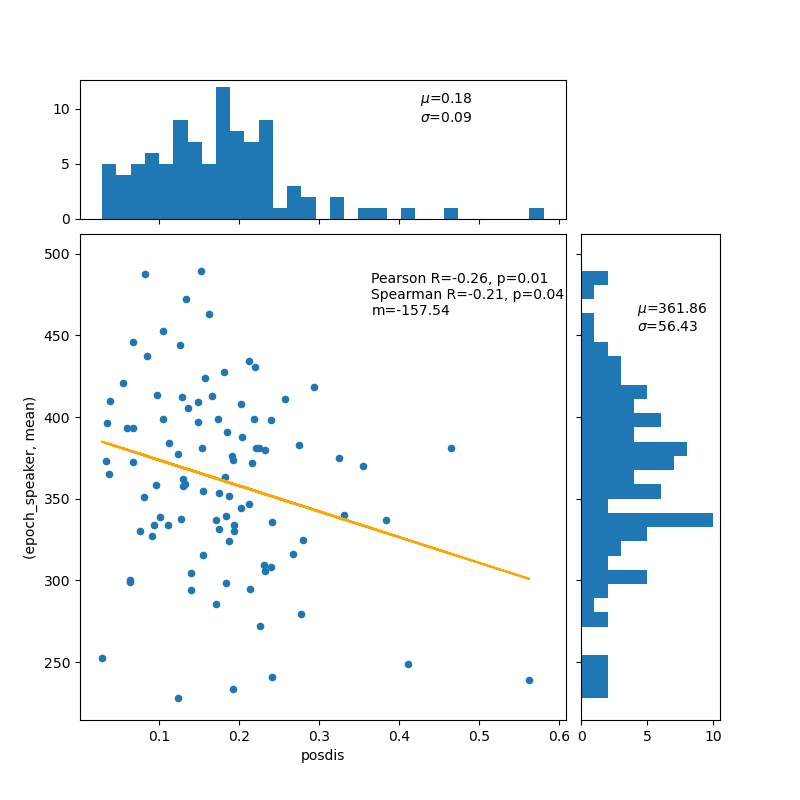 10
5
0
μ=0.18
σ=0.09
500
450
400
350
300
250
(epoch_speaker, mean)
Pearson R=-0.26, p=0.01
Spearman R=-0.21, p=0.04
m=-157.54
μ=361.86
σ=56.43
0.1 0.2 0.3 0.4 0.5 0.6
posdis
0 5 10